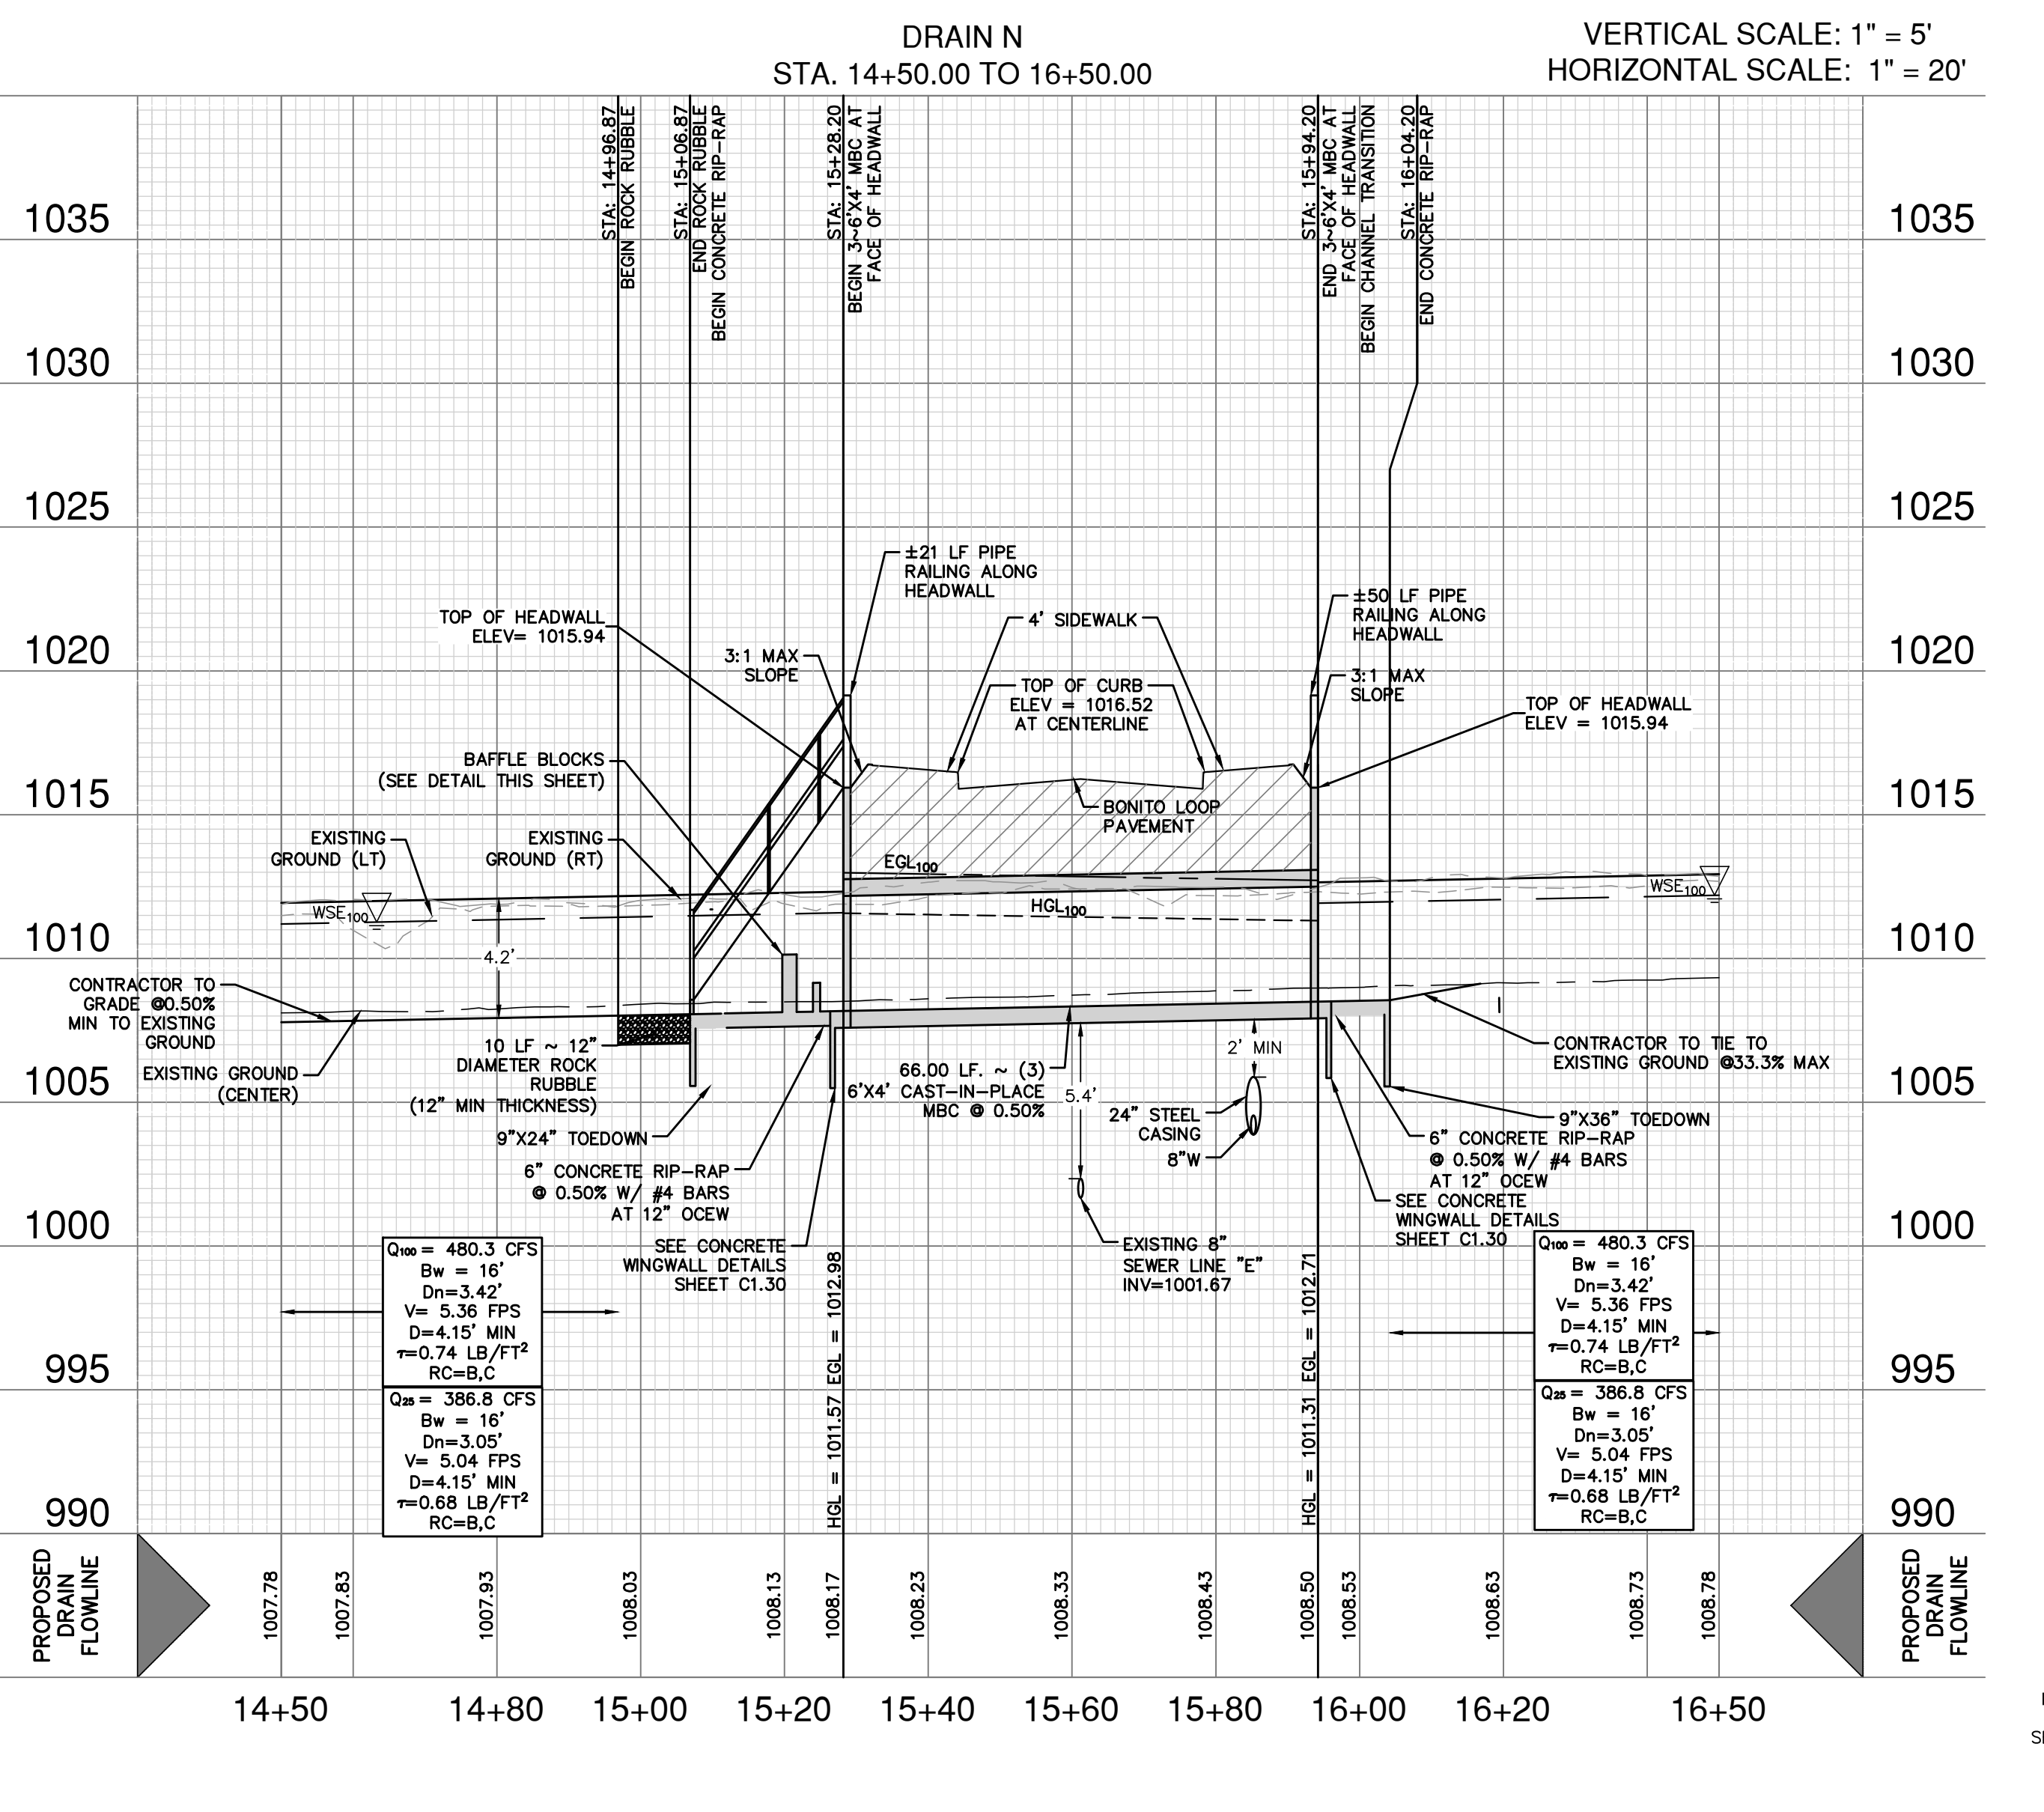 DRAIN N
STA. 14+50.00 TO 16+50.00
VERTICAL SCALE: 1" = 5'
HORIZONTAL SCALE: 1" = 20'
STA: 14+96.87
BEGIN ROCK RUBBLE
STA: 15+06.87
END ROCK RUBBLE
BEGIN CONCRETE RIP-RAP
STA: 15+28.20
BEGIN 3~6'X4' MBC AT
FACE OF HEADWALL
STA: 15+94.20
END 3~6'X4' MBC AT
FACE OF HEADWALL
BEGIN CHANNEL TRANSITION
STA: 16+04.20
END CONCRETE RIP-RAP
1035
1035
1030
1030
1025
1025
1020
1020
1015
1015
1010
1010
1005
1005
1000
1000
995
995
990
990
±21 LF PIPE
RAILING ALONG
HEADWALL
±50 LF PIPE
RAILING ALONG
HEADWALL
TOP OF HEADWALL
ELEV= 1015.94
4' SIDEWALK
3:1 MAX
SLOPE
TOP OF CURB
ELEV = 1016.52
AT CENTERLINE
3:1 MAX
SLOPE
TOP OF HEADWALL
ELEV = 1015.94
BAFFLE BLOCKS
(SEE DETAIL THIS SHEET)
BONITO LOOP
PAVEMENT
EXISTING
GROUND (LT)
EXISTING
GROUND (RT)
EGL100
WSE100
WSE100
HGL100
4.2'
CONTRACTOR TO
GRADE @0.50%
MIN TO EXISTING
GROUND
EXISTING GROUND
(CENTER)
10 LF ~ 12"
DIAMETER ROCK
RUBBLE
(12" MIN THICKNESS)
9"X24" TOEDOWN
6" CONCRETE RIP-RAP
@ 0.50% W/ #4 BARS
AT 12" OCEW
SEE CONCRETE
WINGWALL DETAILS
SHEET C1.30
66.00 LF. ~ (3)
6'X4' CAST-IN-PLACE
MBC @ 0.50%
5.4'
2' MIN
24" STEEL
CASING
8"W
EXISTING 8"
SEWER LINE "E"
INV=1001.67
CONTRACTOR TO TIE TO
EXISTING GROUND @33.3% MAX
9"X36" TOEDOWN
6" CONCRETE RIP-RAP
@ 0.50% W/ #4 BARS
AT 12" OCEW
SEE CONCRETE
WINGWALL DETAILS
SHEET C1.30
Q100 = 480.3 CFS
Bw = 16'
Dn=3.42'
V= 5.36 FPS
D=4.15' MIN
τ=0.74 LB/FT²
RC=B,C
Q25 = 386.8 CFS
Bw = 16'
Dn=3.05'
V= 5.04 FPS
D=4.15' MIN
τ=0.68 LB/FT²
RC=B,C
HGL = 1011.57 EGL = 1012.98
HGL = 1011.31 EGL = 1012.71
Q100 = 480.3 CFS
Bw = 16'
Dn=3.42'
V= 5.36 FPS
D=4.15' MIN
τ=0.74 LB/FT²
RC=B,C
Q25 = 386.8 CFS
Bw = 16'
Dn=3.05'
V= 5.04 FPS
D=4.15' MIN
τ=0.68 LB/FT²
RC=B,C
PROPOSED
DRAIN
FLOWLINE
1007.78
1007.83
1007.93
1008.03
1008.13
1008.17
1008.23
1008.33
1008.43
1008.50
1008.53
1008.63
1008.73
1008.78
PROPOSED
DRAIN
FLOWLINE
14+50
14+80
15+00
15+20
15+40
15+60
15+80
16+00
16+20
16+50